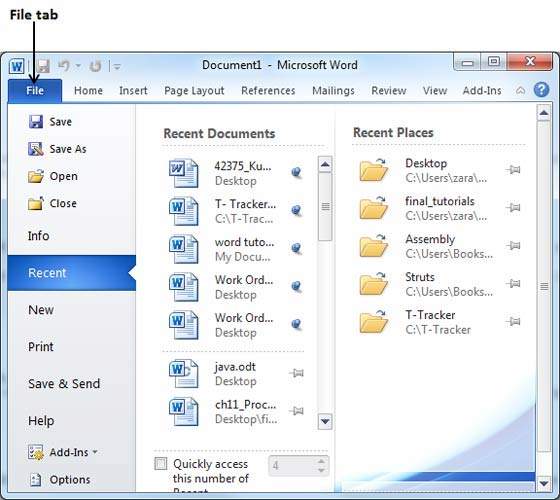 File tab
Document1 - Microsoft Word
File Home Insert Page Layout References Mailings Review View Add-Ins
Save
Save As
Open
Close
Info
Recent
New
Print
Save & Send
Help
Add-Ins
Options
Recent Documents
42375_Ku...
Desktop
T- Tracker...
C:\T-Trac...
word tuto...
My Docu...
Work Ord...
Desktop
Work Ord...
Desktop
java.odt
Desktop
ch11_Proc...
Desktop\fi...
Quickly access
this number of
4
Recent Places
Desktop
C:\Users\zara\...
final_tutorials
C:\Users\zara\...
Assembly
C:\Users\Books...
Struts
C:\Users\Books...
T-Tracker
C:\T-Tracker